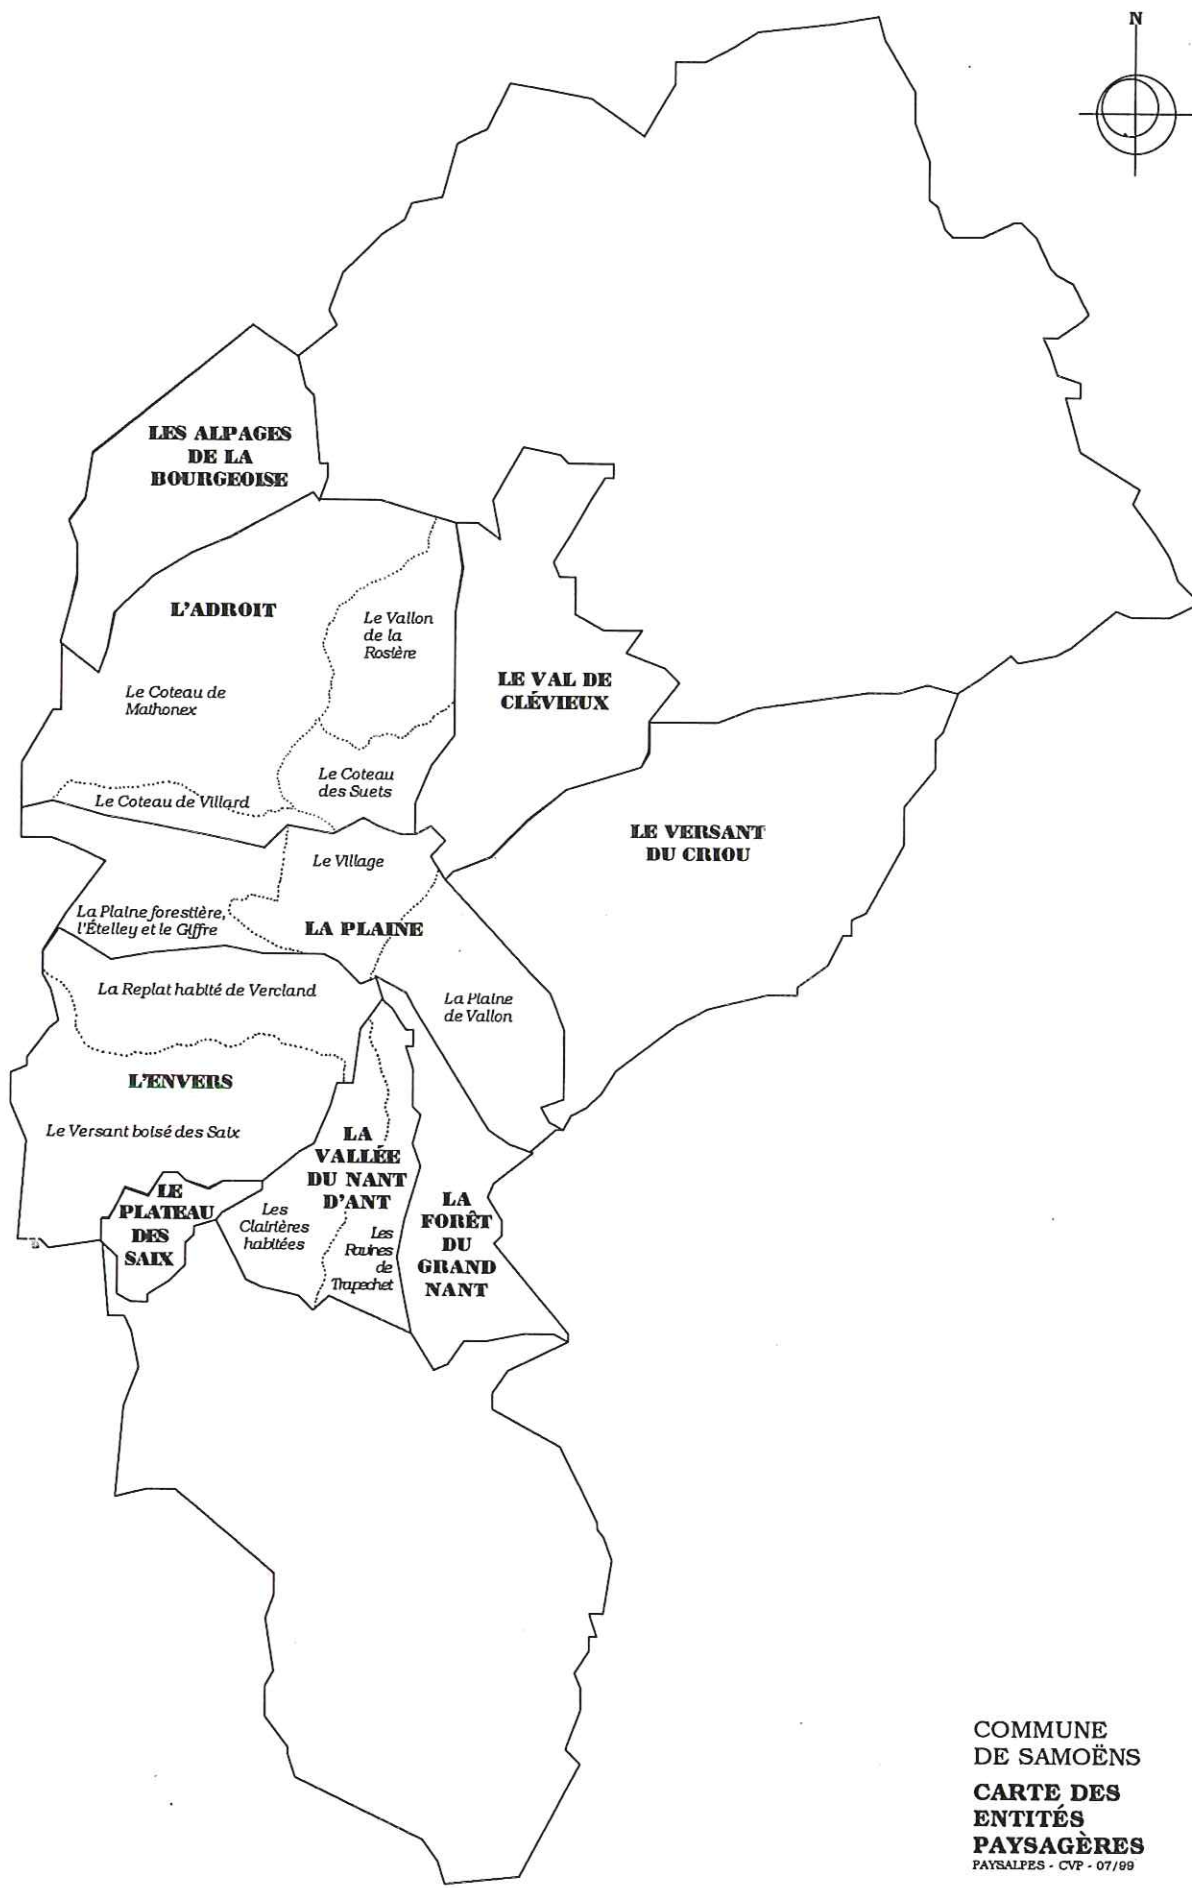 N
LES ALPAGES
DE LA
BOURGEOISE
L'ADROIT
Le Vallon
de la
Rosière
Le Coteau de
Mathonex
LE VAL DE
CLÉVIEUX
Le Coteau
des Suets
Le Coteau de Villard
LE VERSANT
DU CRIOU
Le Village
La Plaine forestière,
l'Ételley et le Giffre
LA PLAINE
La Replat habité de Vercland
La Plaine
de Vallon
L'ENVERS
Le Versant boisé des Saix
LA
VALLÉE
DU NANT
D'ANT
LE
PLATEAU
DES
SAIX
Les
Clairières
habitées
Les
Ravines
de
Trapechet
LA
FORÊT
DU
GRAND
NANT
COMMUNE
DE SAMOËNS
CARTE DES
ENTITÉS
PAYSAGÈRES
PAYSALPES - CVP - 07/99